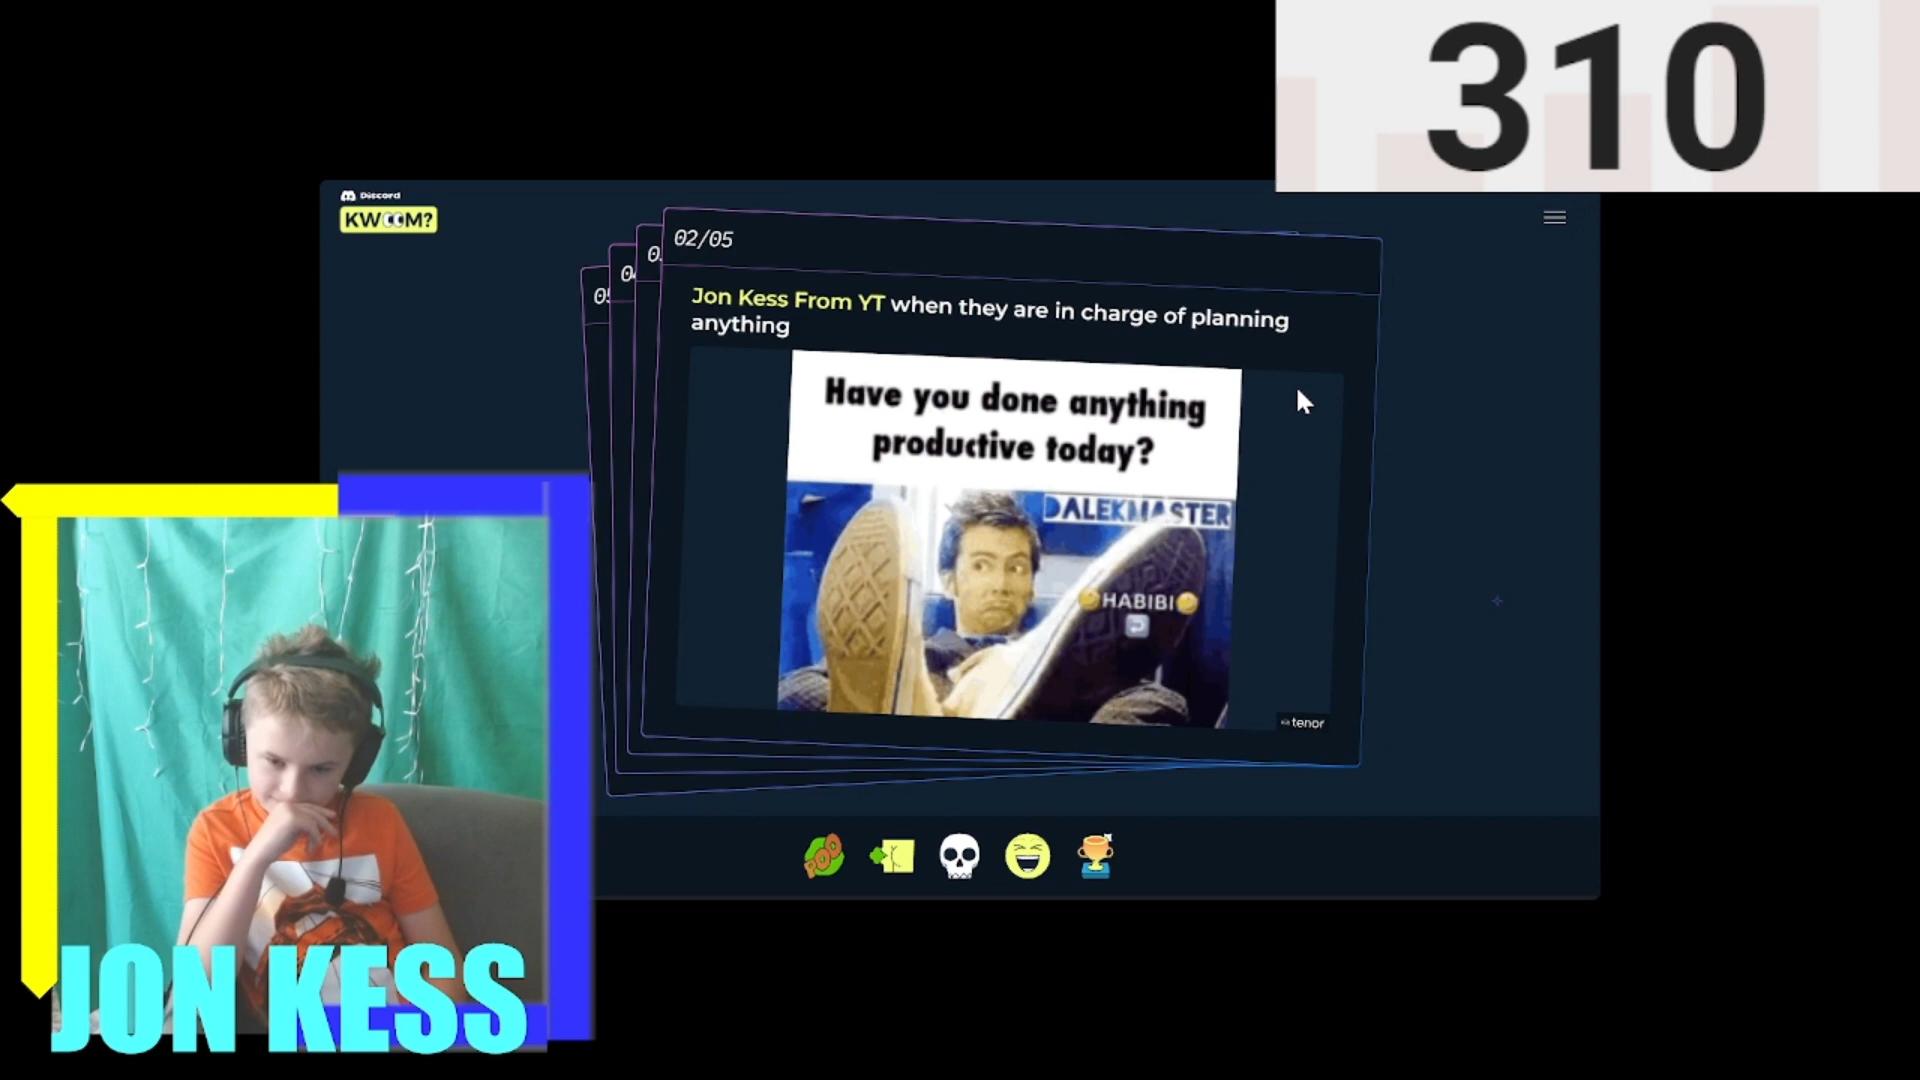 310
Discord
KWOOM?
02/05
Jon Kess From YT when they are in charge of planning
anything
Have you done anything
productive today?
DALEKMASTER
HABIBI
tenor
POO
JON KESS